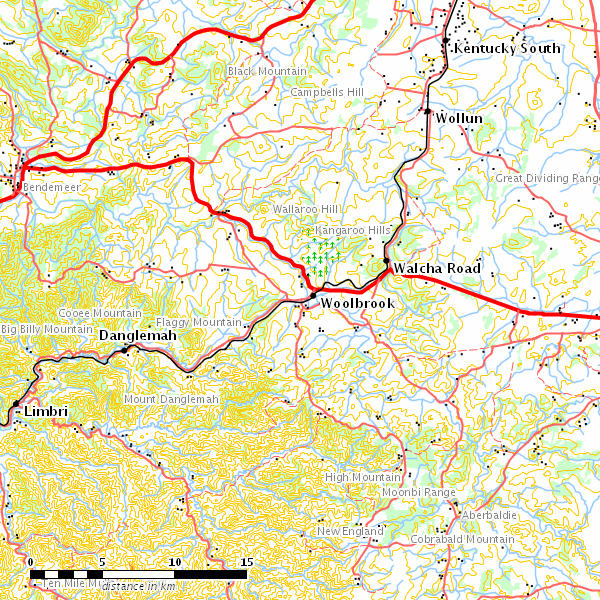 Kentucky South
Black Mountain
Campbells Hill
Wollun
Great Dividing Range
Bendemeer
Wallaroo Hill
Kangaroo Hills
Walcha Road
Woolbrook
Cooee Mountain
Flaggy Mountain
Big Billy Mountain
Danglemah
Mount Danglemah
Limbri
High Mountain
Moonbi Range
Aberbaldie
New England
Cobrabald Mountain
0 5 10 15
distance in km
Ten Mile